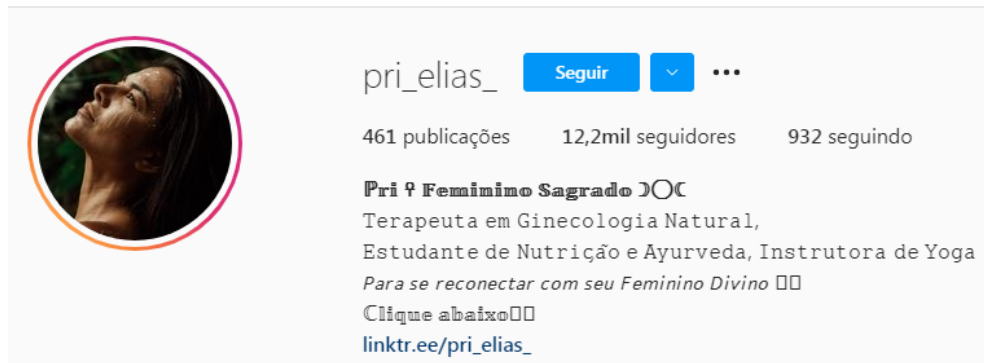 pri_elias_ Seguir
461 publicações 12,2mil seguidores 932 seguindo
ℙ𝕣𝕚 ♀ 𝔽𝕖𝕞𝕚𝕟𝕚𝕟𝕠 𝕊𝕒𝕘𝕣𝕒𝕕𝕠 ☽◯☾
Terapeuta em Ginecologia Natural,
Estudante de Nutrição e Ayurveda, Instrutora de Yoga
Para se reconectar com seu Feminino Divino
ℂ𝕝𝕚𝕢𝕦𝕖 𝕒𝕓𝕒𝕚𝕩𝕠
linktr.ee/pri_elias_